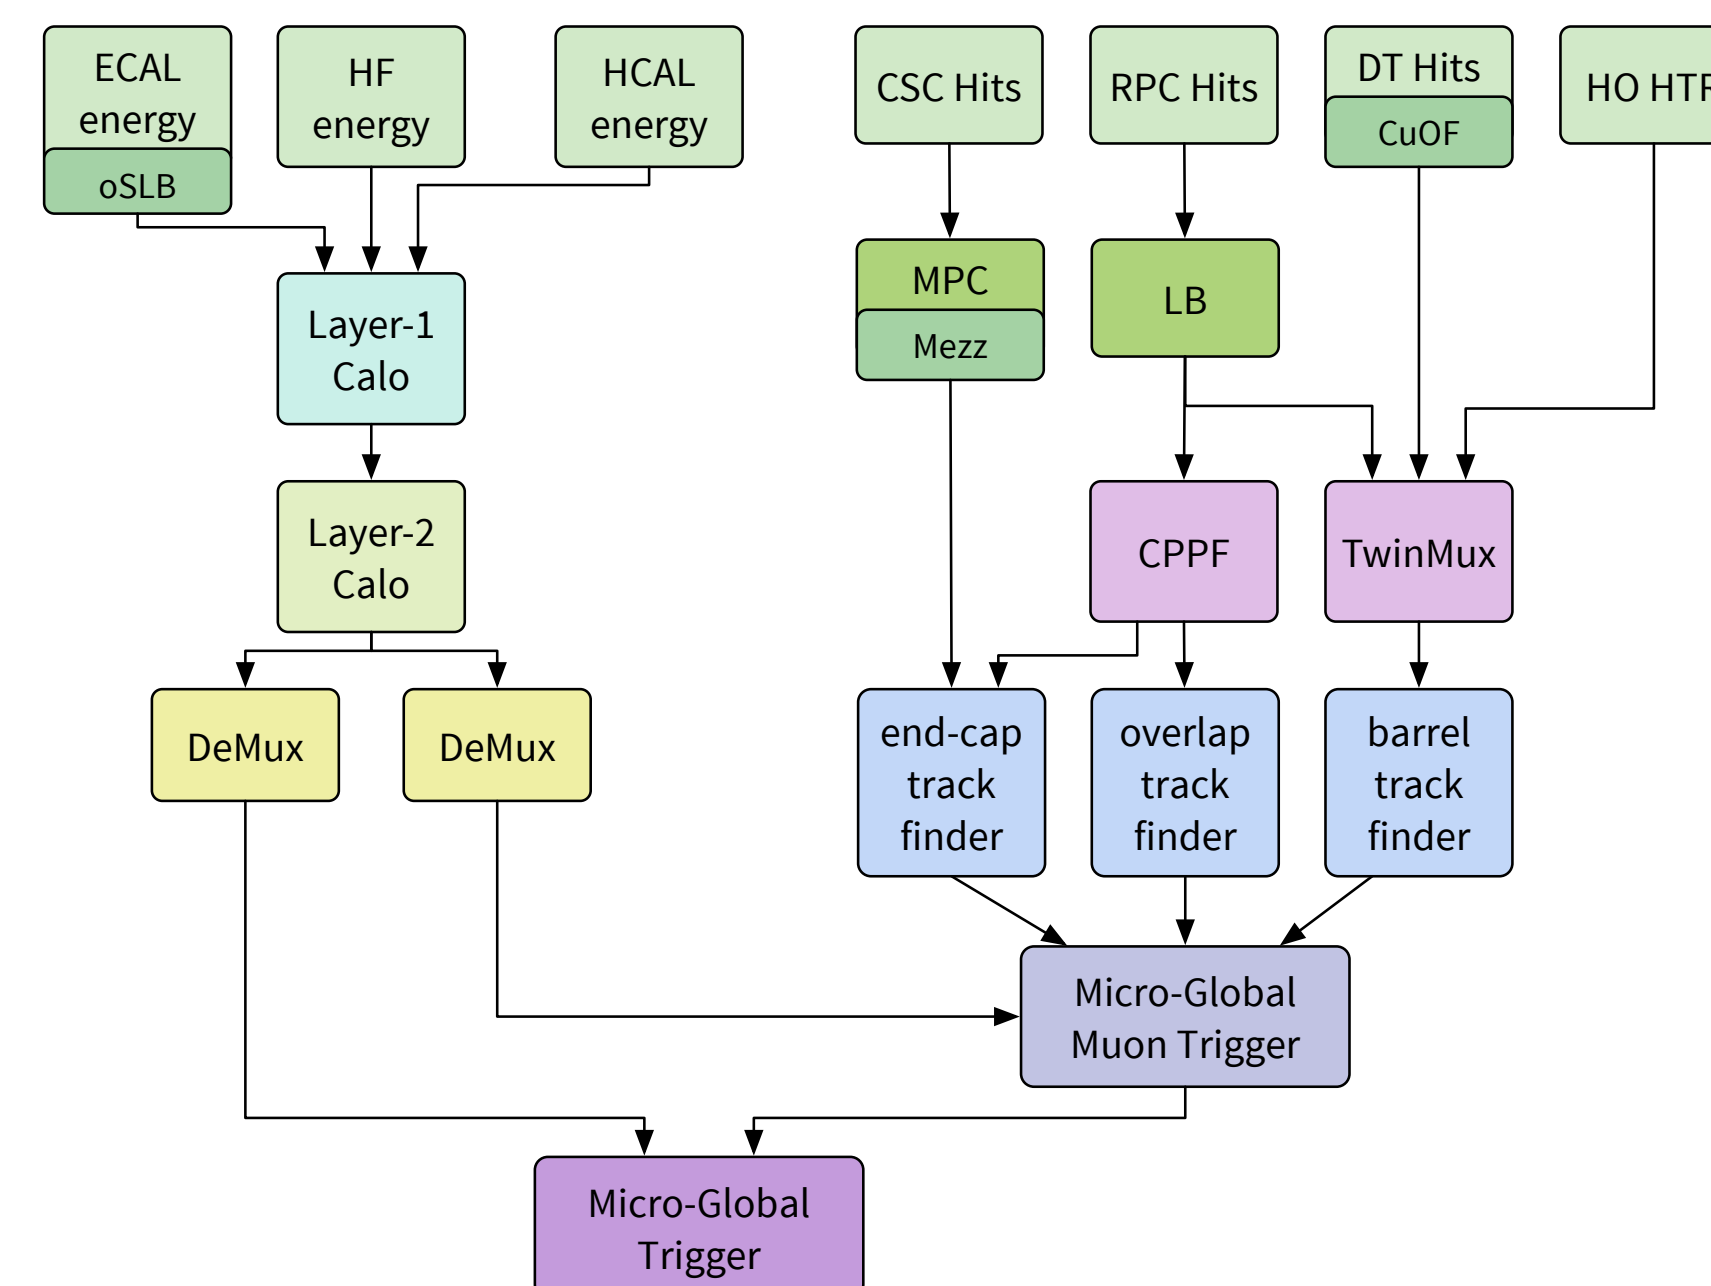 ECAL
energy
oSLB
HF
energy
HCAL
energy
CSC Hits
RPC Hits
DT Hits
CuOF
HO
Layer-1
Calo
MPC
Mezz
LB
Layer-2
Calo
CPPF
TwinMux
DeMux
DeMux
end-cap
track
finder
overlap
track
finder
barrel
track
finder
Micro-Global
Muon Trigger
Micro-Global
Trigger